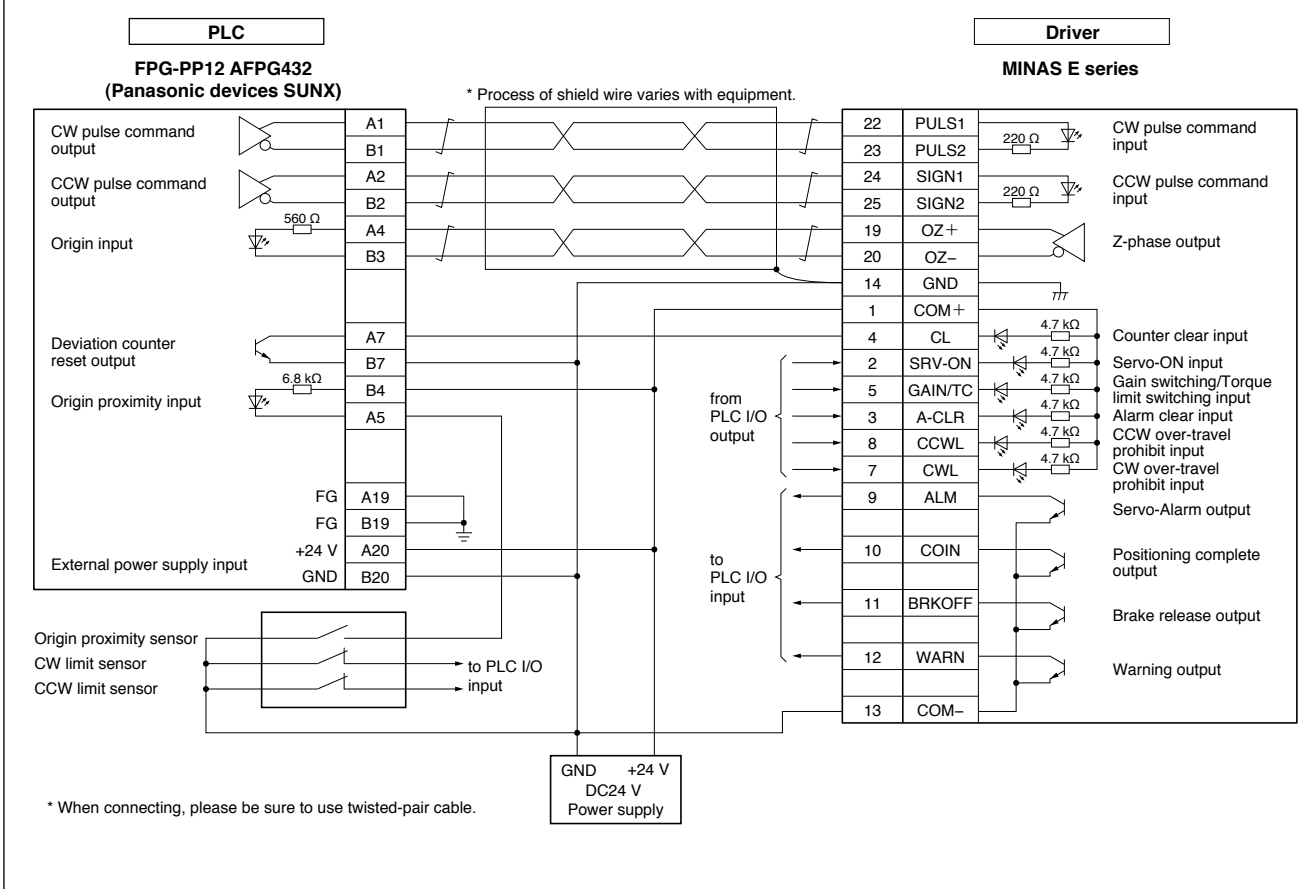 PLC
Driver
FPG-PP12 AFPG432
(Panasonic devices SUNX)
MINAS E series
* Process of shield wire varies with equipment.
CW pulse command
output
A1
B1
22 PULS1
23 PULS2
220 Ω
CW pulse command
input
CCW pulse command
output
A2
B2
24 SIGN1
25 SIGN2
220 Ω
CCW pulse command
input
Origin input
560 Ω
A4
B3
19 OZ+
20 OZ−
Z-phase output
14 GND
1 COM+
Deviation counter
reset output
A7
B7
4 CL
4.7 kΩ
Counter clear input
2 SRV-ON
4.7 kΩ
Servo-ON input
Origin proximity input
6.8 kΩ
B4
A5
from
PLC I/O
output
5 GAIN/TC
4.7 kΩ
Gain switching/Torque
limit switching input
3 A-CLR
4.7 kΩ
Alarm clear input
8 CCWL
4.7 kΩ
CCW over-travel
prohibit input
7 CWL
4.7 kΩ
CW over-travel
prohibit input
FG A19
FG B19
9 ALM
Servo-Alarm output
External power supply input
+24 V A20
GND B20
to
PLC I/O
input
10 COIN
Positioning complete
output
11 BRKOFF
Brake release output
12 WARN
Warning output
13 COM−
Origin proximity sensor
CW limit sensor
CCW limit sensor
to PLC I/O
input
GND +24 V
DC24 V
Power supply
* When connecting, please be sure to use twisted-pair cable.